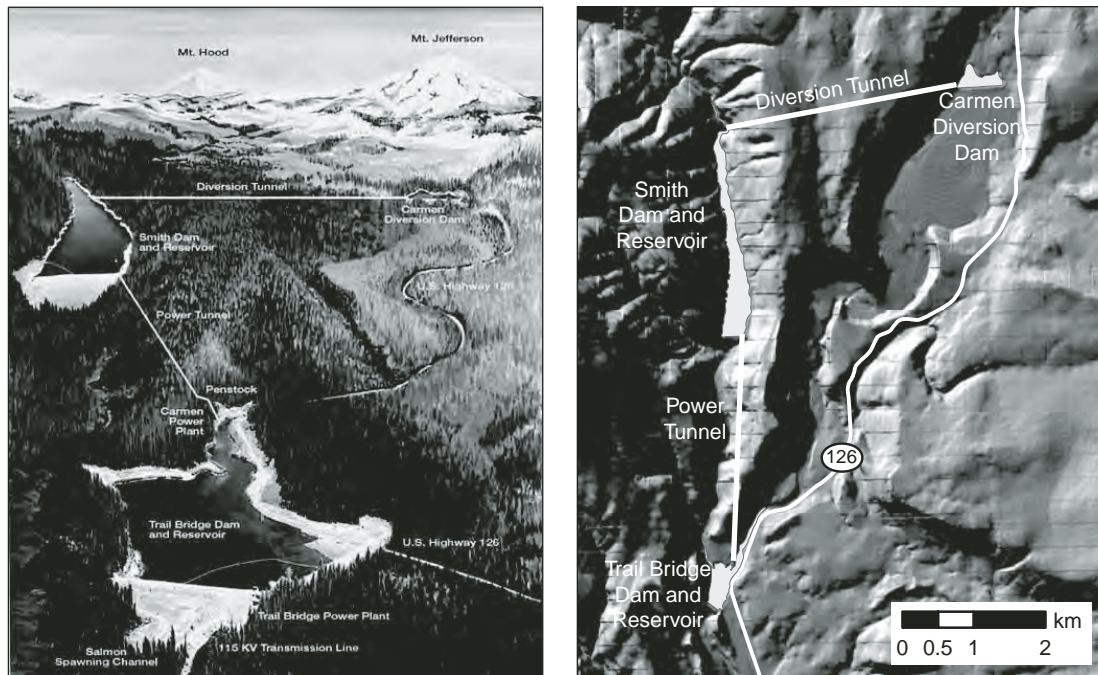 Mt. Hood
Mt. Jefferson
Diversion Tunnel
Carmen
Diversion Dam
Smith Dam
and Reservoir
U.S. Highway 126
Power Tunnel
Penstock
Carmen
Power
Plant
Trail Bridge Dam
and Reservoir
U.S. Highway 126
Trail Bridge Power Plant
115 KV Transmission Line
Salmon
Spawning Channel
Diversion Tunnel
Carmen
Diversion
Dam
Smith
Dam and
Reservoir
Power
Tunnel
126
Trail Bridge
Dam and
Reservoir
km
0 0.5 1 2